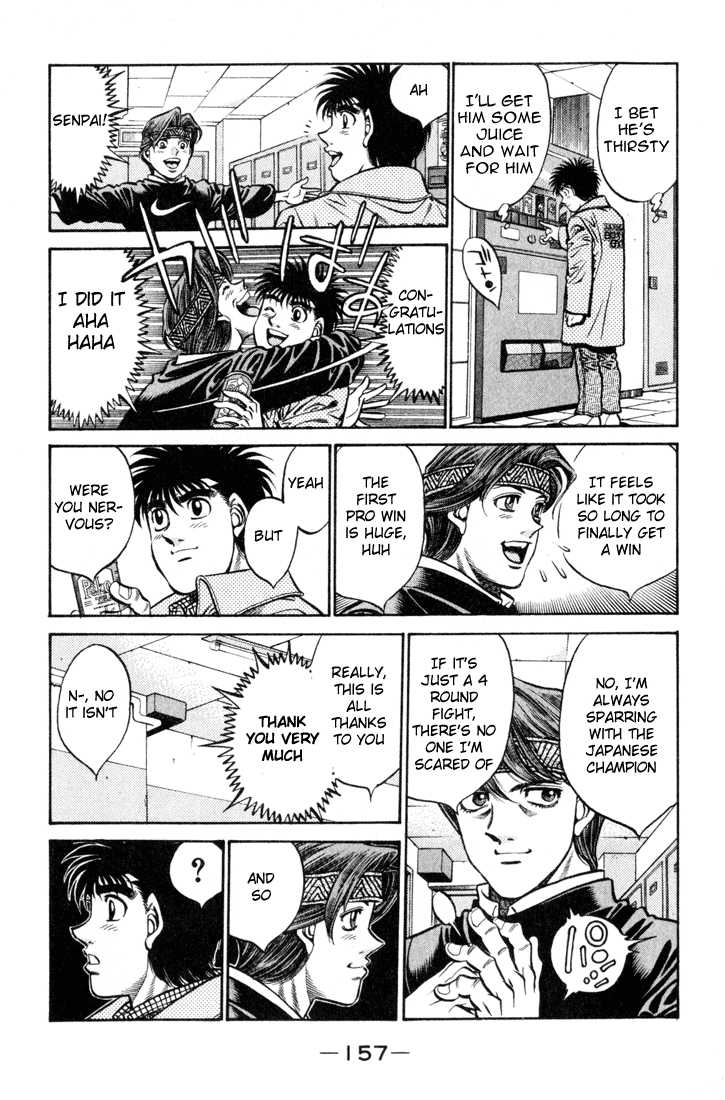 I BET
HE'S
THIRSTY
I'LL GET
HIM SOME
JUICE
AND WAIT
FOR HIM
AH
SENPAI!
CON-
GRATU-
LATIONS
I DID IT
AHA
HAHA
IT FEELS
LIKE IT TOOK
SO LONG TO
FINALLY GET
A WIN
THE
FIRST
PRO WIN
IS HUGE,
HUH
YEAH
BUT
WERE
YOU NER-
VOUS?
NO, I'M
ALWAYS
SPARRING
WITH THE
JAPANESE
CHAMPION
IF IT'S
JUST A 4
ROUND
FIGHT,
THERE'S NO
ONE I'M
SCARED OF
REALLY,
THIS IS
ALL
THANKS
TO YOU
THANK
YOU VERY
MUCH
N-, NO
IT ISN'T
AND
SO
?
—157—